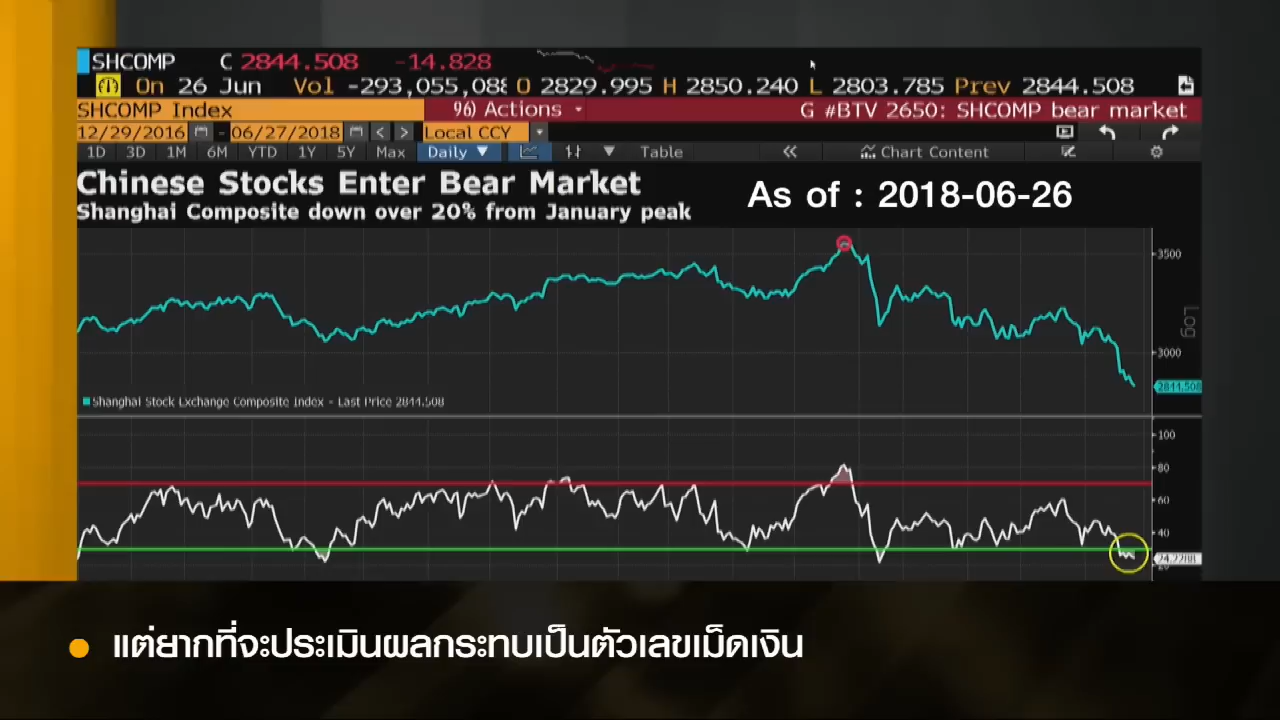 SHCOMP C 2844.508 -14.828
On 26 Jun Vol -293,055,088 O 2829.995 H 2850.240 L 2803.785 Prev 2844.508
SHCOMP Index 96) Actions G #BTV 2650: SHCOMP bear market
12/29/2016 - 06/27/2018 < > Local CCY
1D 3D 1M 6M YTD 1Y 5Y Max Daily ▼ Table « Chart Content
Chinese Stocks Enter Bear Market
As of : 2018-06-26
Shanghai Composite down over 20% from January peak
3500
Log
3000
2844.508
Shanghai Stock Exchange Composite Index - Last Price 2844.508
100
80
60
40
24.2288
20
แต่ยากที่จะประเมินผลกระทบเป็นตัวเลขเม็ดเงิน